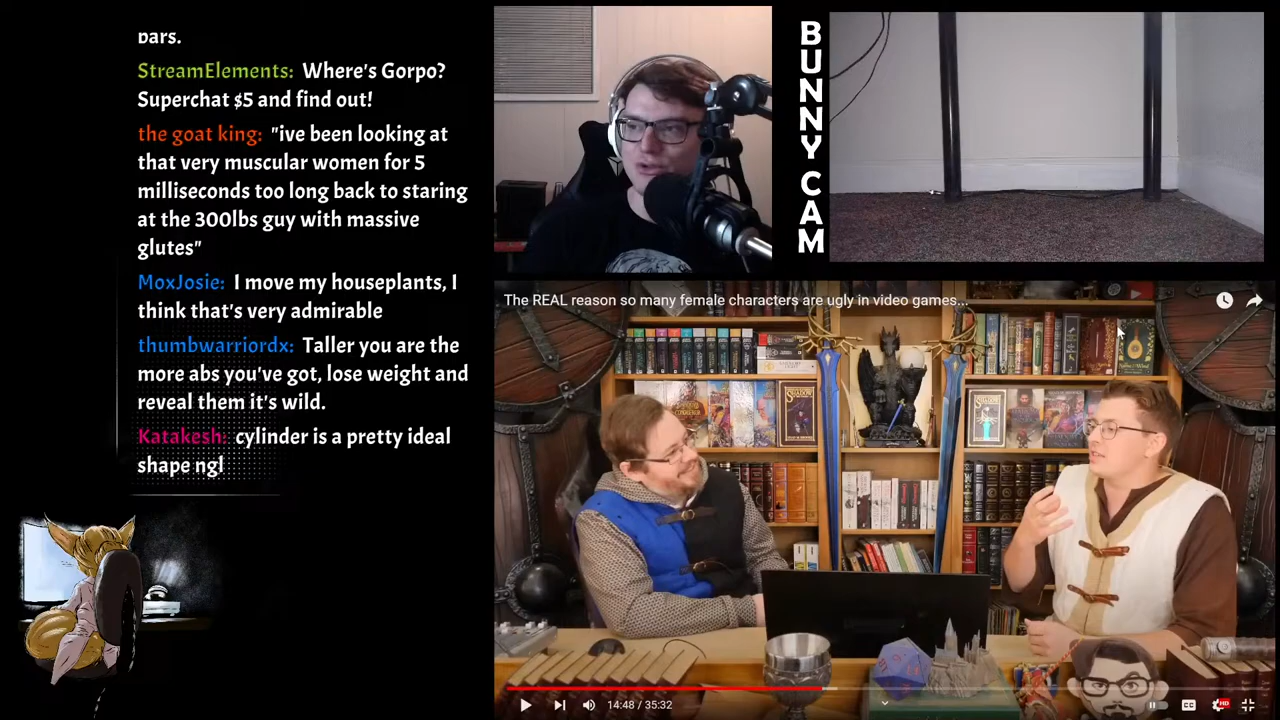 pars.
StreamElements: Where's Gorpo?
Superchat $5 and find out!
the goat king: "ive been looking at
that very muscular women for 5
milliseconds too long back to staring
at the 300lbs guy with massive
glutes"
MoxJosie: I move my houseplants, I
think that's very admirable
thumbwarriordx: Taller you are the
more abs you've got, lose weight and
reveal them it's wild.
Katakesh: cylinder is a pretty ideal
shape ngl
BUNNY CAM
The REAL reason so many female characters are ugly in video games...
SHADOW
14:48 / 35:32
CC
HD